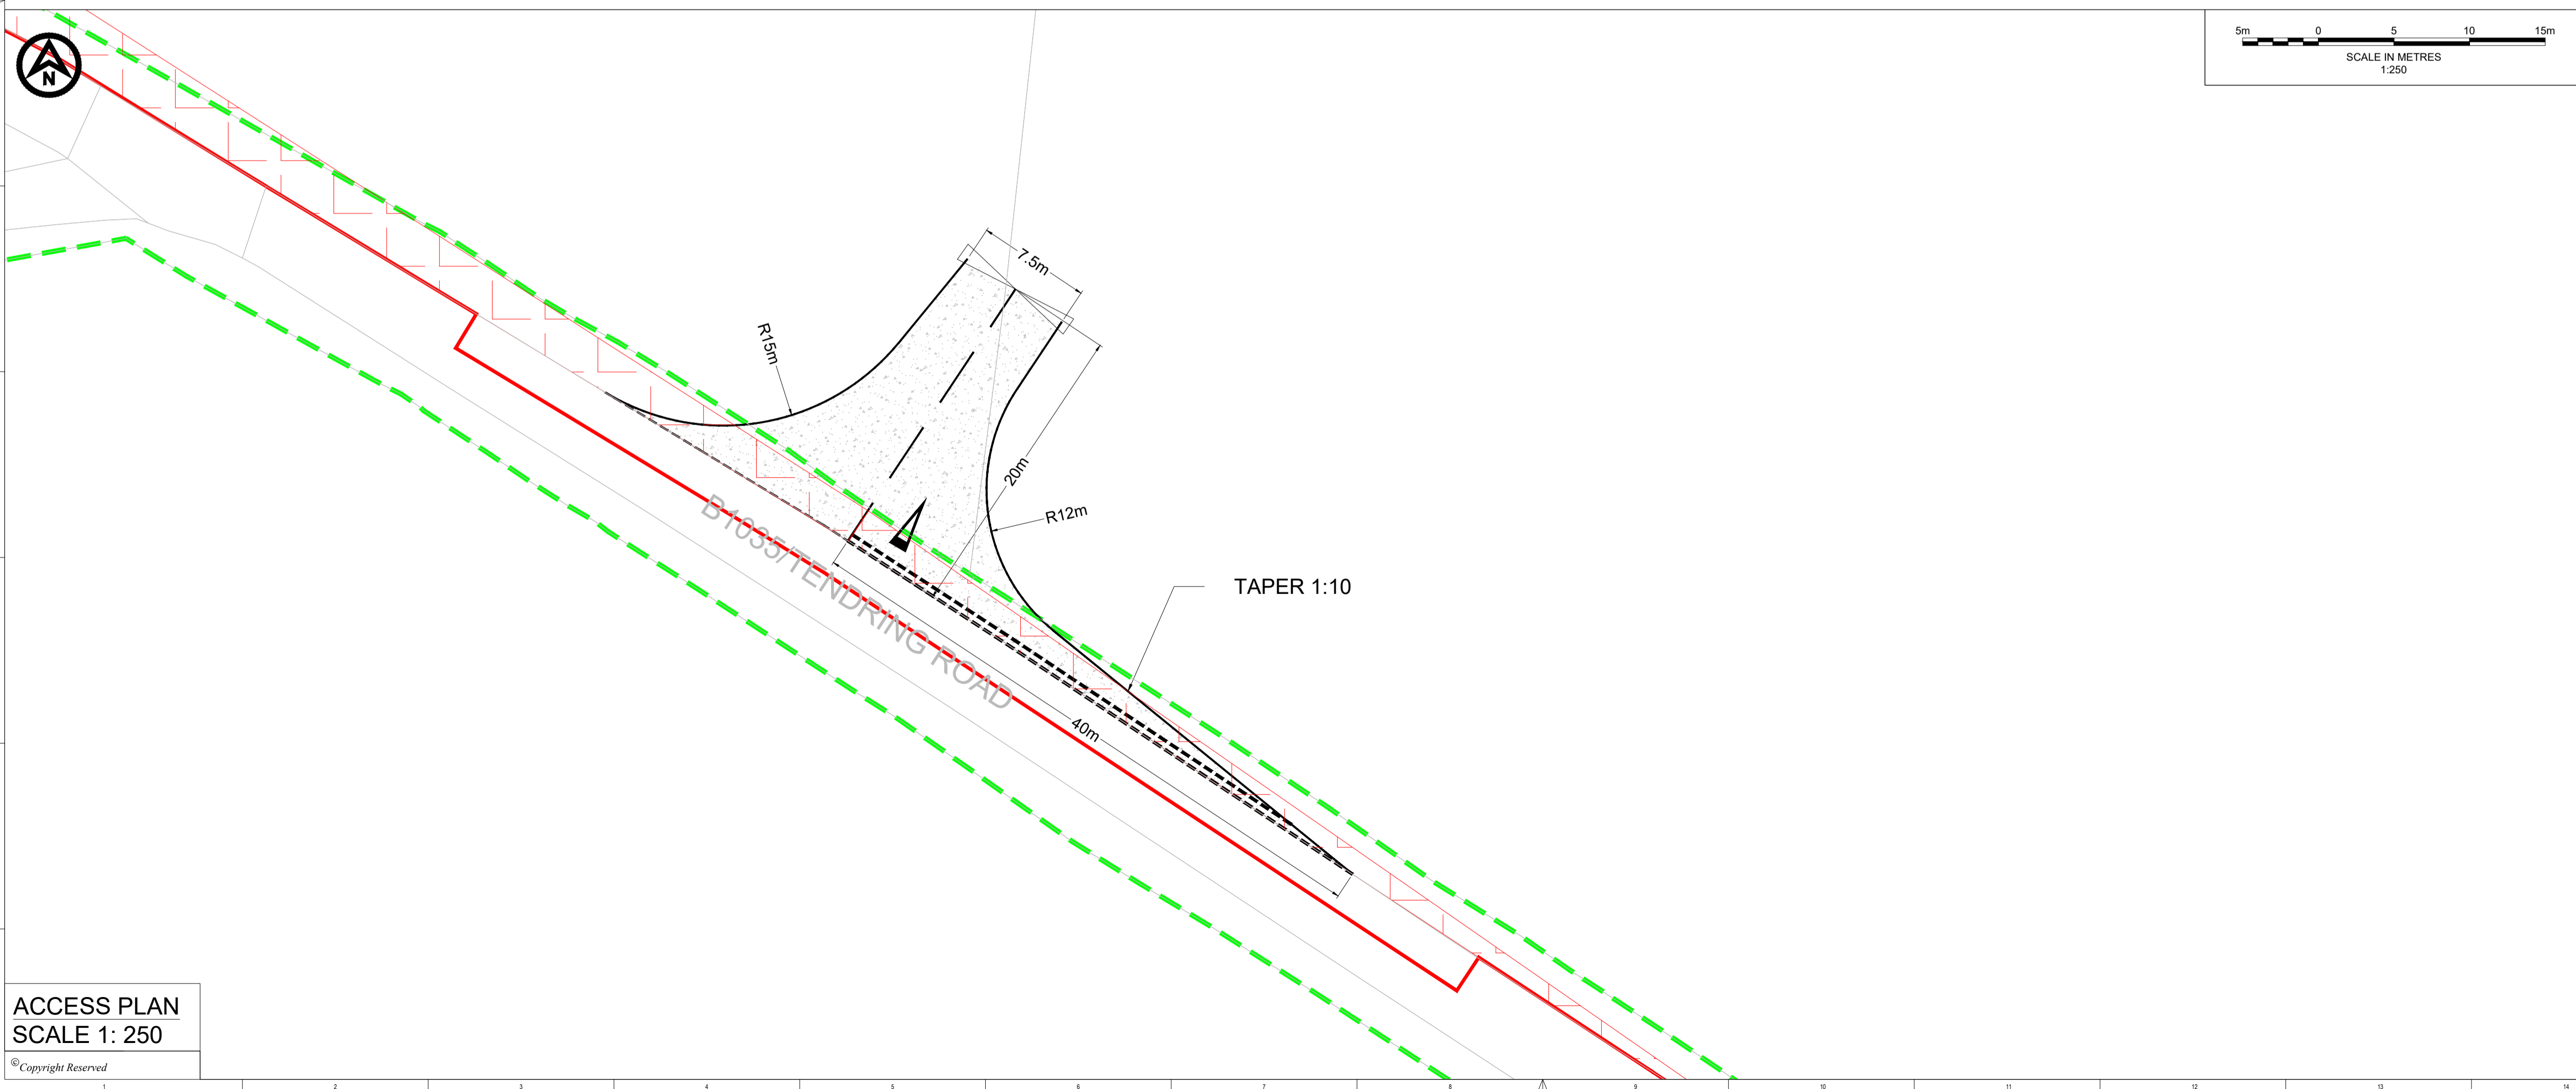 N
5m 0 5 10 15m
SCALE IN METRES
1:250
7.5m
R15m
20m
R12m
B1035/TENDRING ROAD
TAPER 1:10
40m
ACCESS PLAN
SCALE 1: 250
©Copyright Reserved
1 2 3 4 5 6 7 8 9 10 11 12 13 14